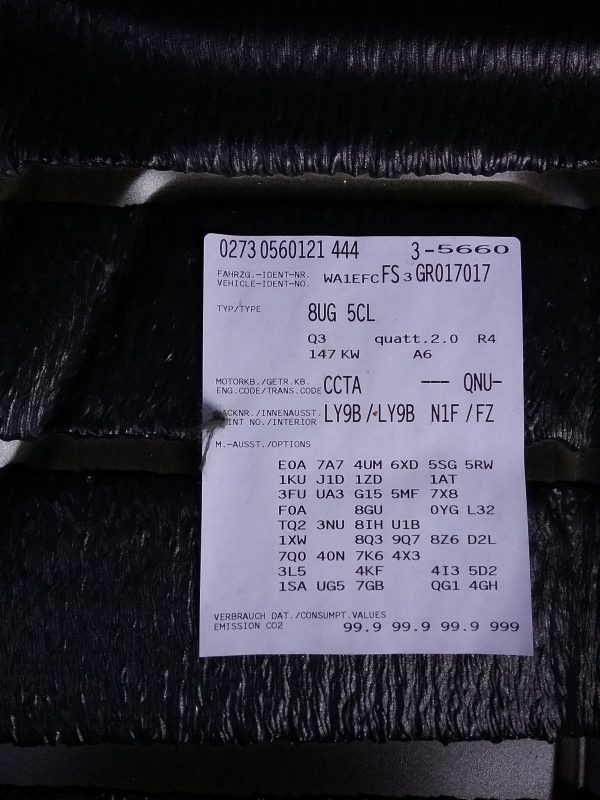 0273 0560121 444 3-5660
FAHRZG.-IDENT-NR.
VEHICLE-IDENT-NO. WA1EFCFS3GR017017
TYP/TYPE 8UG 5CL
Q3 quatt.2.0 R4
147 KW A6
MOTORKB./GETR.KB.
ENG.CODE/TRANS.CODE CCTA --- QNU-
LACKNR./INNENAUSST.
PAINT NO./INTERIOR LY9B/-LY9B N1F /FZ
M.-AUSST./OPTIONS
E0A 7A7 4UM 6XD 5SG 5RW
1KU J1D 1ZD 1AT
3FU UA3 G15 5MF 7X8
F0A 8GU 0YG L32
TQ2 3NU 8IH U1B
1XW 8Q3 9Q7 8Z6 D2L
7Q0 40N 7K6 4X3
3L5 4KF 4I3 5D2
1SA UG5 7GB QG1 4GH
VERBRAUCH DAT./CONSUMPT.VALUES
EMISSION CO2 99.9 99.9 99.9 999